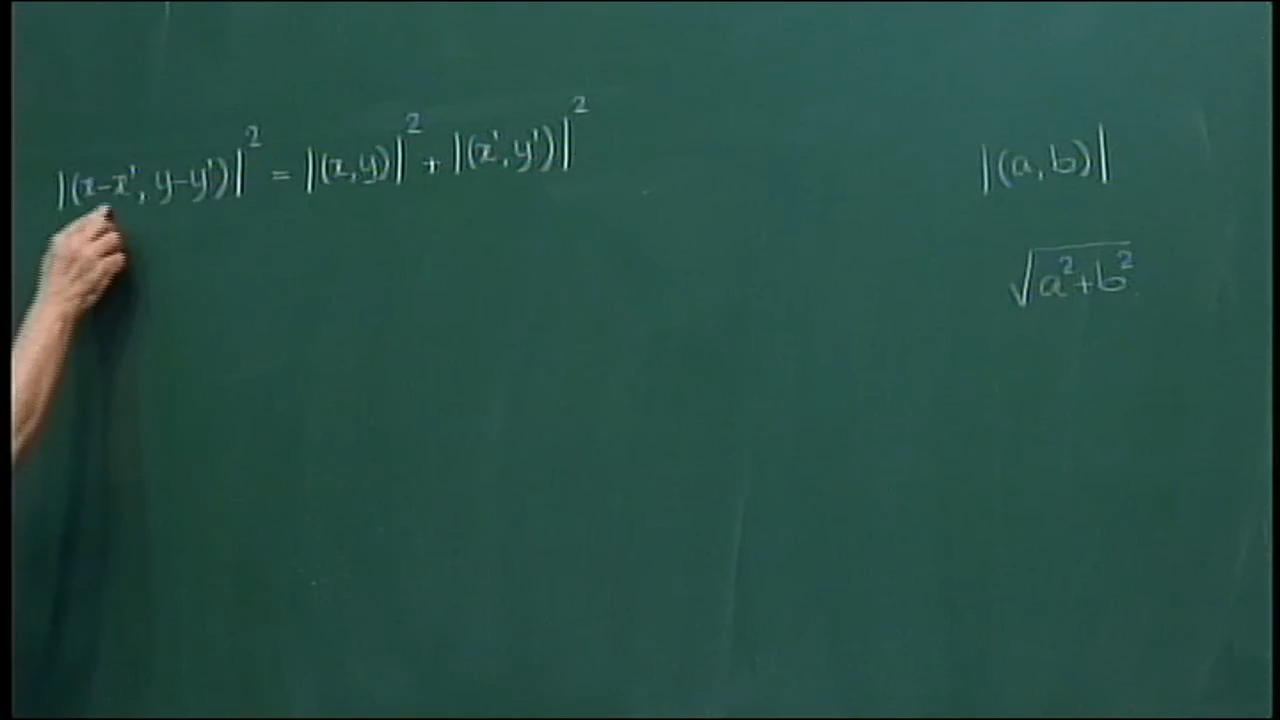 |(x-x', y-y')|² = |(x,y)|² + |(x',y')|²
|(a,b)|
√a²+b²